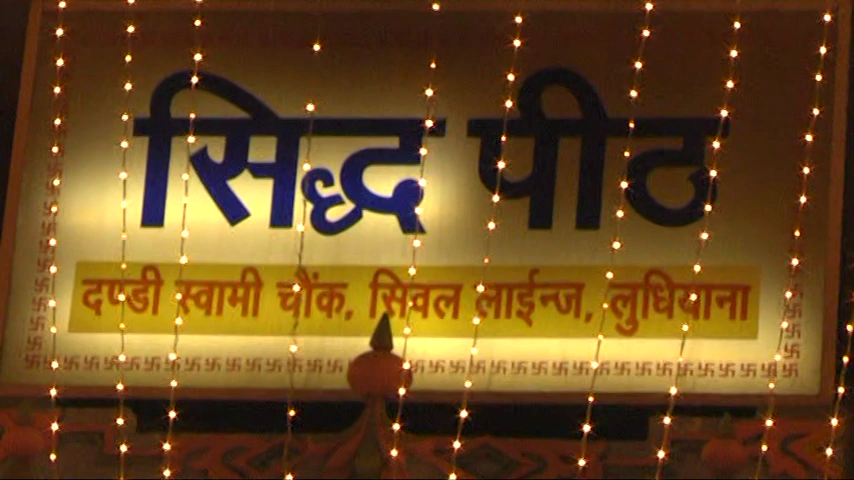 सिद्ध पीठ
दण्डी स्वामी चौंक, सिवल लाईन्ज, लुधियाना